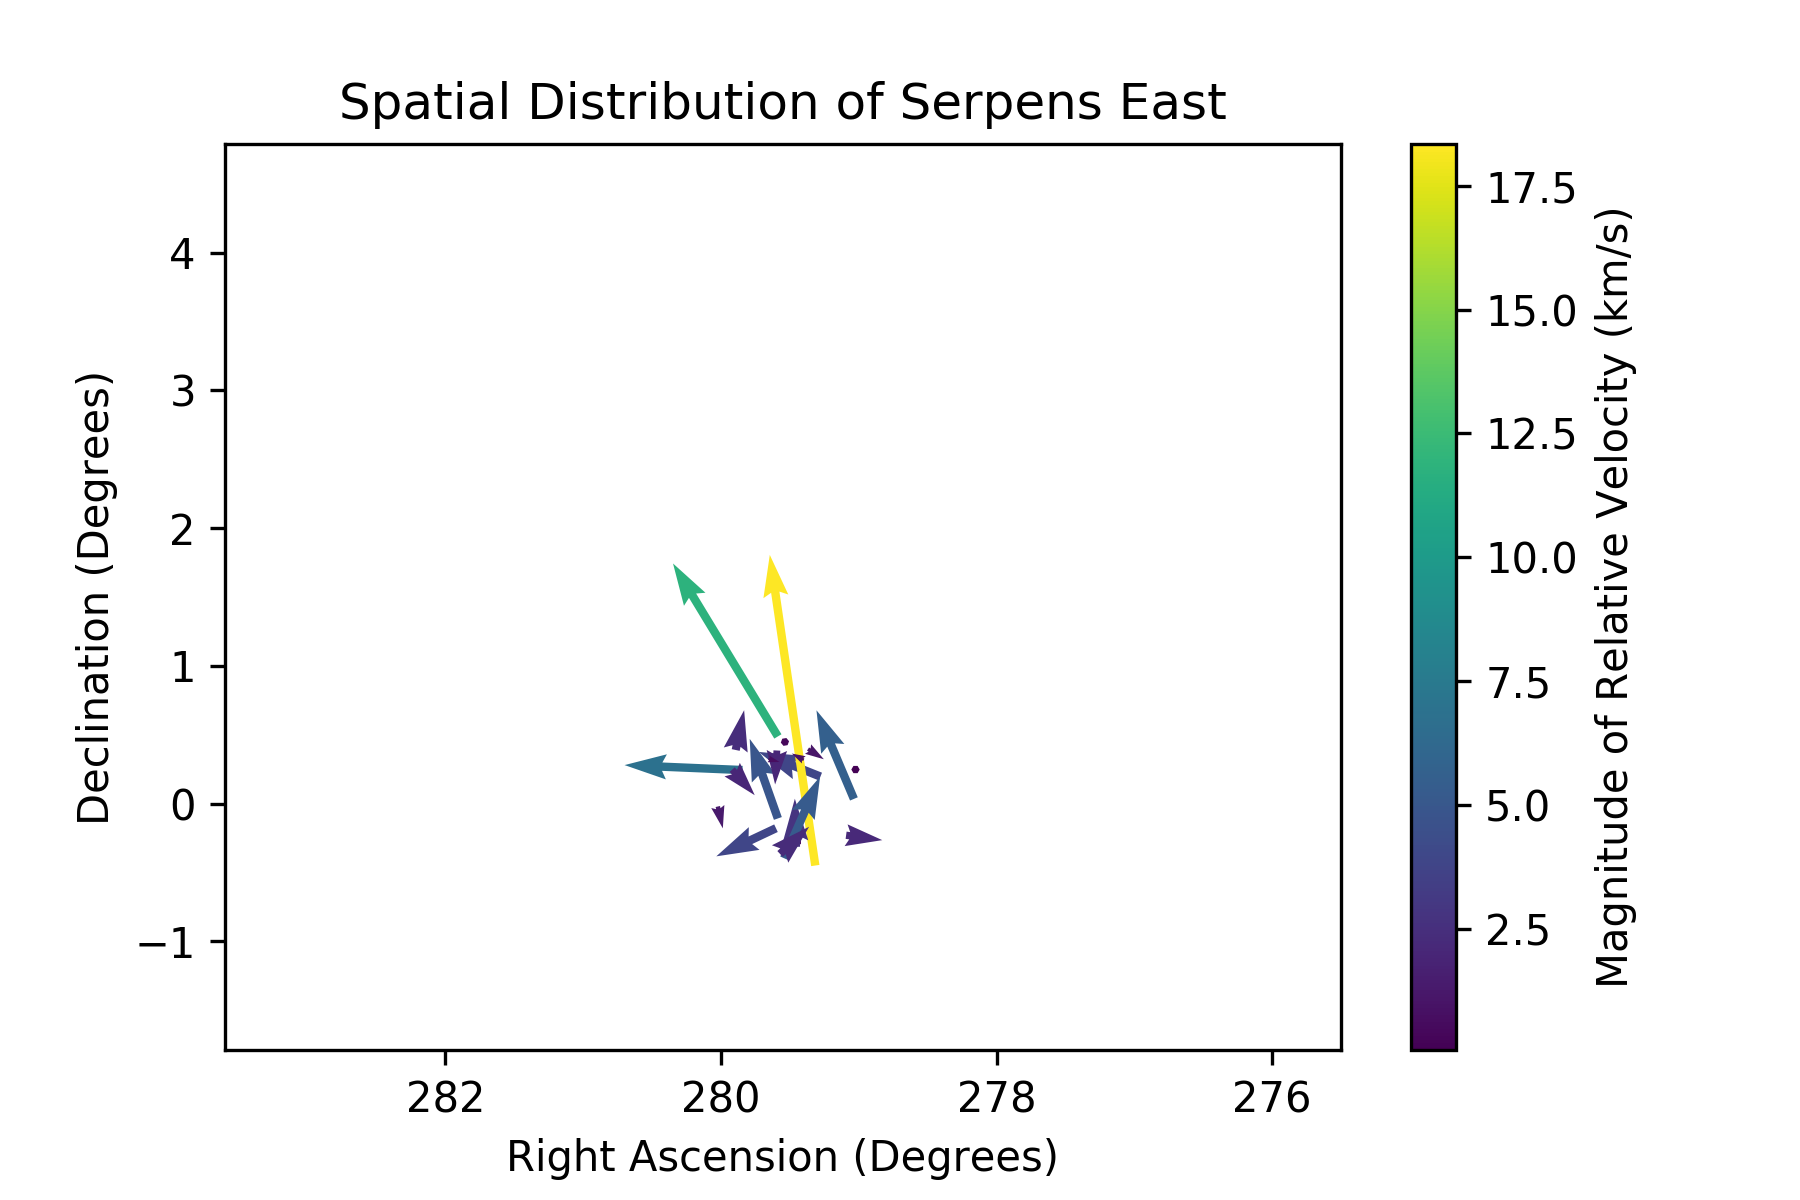 Spatial Distribution of Serpens East
4
3
2
1
0
−1
Declination (Degrees)
282 280 278 276
Right Ascension (Degrees)
17.5
15.0
12.5
10.0
7.5
5.0
2.5
Magnitude of Relative Velocity (km/s)